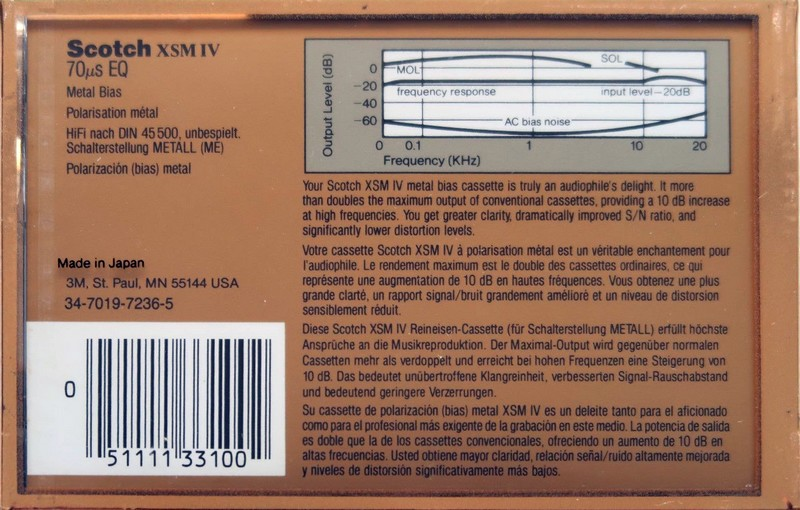 Scotch XSM IV
70µs EQ
Metal Bias
Polarisation métal
HiFi nach DIN 45 500, unbespielt.
Schalterstellung METALL (ME)
Polarización (bias) metal
Made in Japan
3M, St. Paul, MN 55144 USA
34-7019-7236-5
0
51111 33100
Output Level (dB)
0
-20
-40
-60
MOL
SOL
frequency response
input level-20dB
AC bias noise
0 0.1 1 10 20
Frequency (KHz)
Your Scotch XSM IV metal bias cassette is truly an audiophile's delight. It more
than doubles the maximum output of conventional cassettes, providing a 10 dB increase
at high frequencies. You get greater clarity, dramatically improved S/N ratio, and
significantly lower distortion levels.
Votre cassette Scotch XSM IV à polarisation métal est un véritable enchantement pour
l'audiophile. Le rendement maximum est le double des cassettes ordinaires, ce qui
représente une augmentation de 10 dB en hautes fréquences. Vous obtenez une plus
grande clarté, un rapport signal/bruit grandement amélioré et un niveau de distorsion
sensiblement réduit.
Diese Scotch XSM IV Reineisen-Cassette (für Schalterstellung METALL) erfüllt höchste
Ansprüche an die Musikreproduktion. Der Maximal-Output wird gegenüber normalen
Cassetten mehr als verdoppelt und erreicht bei hohen Frequenzen eine Steigerung von
10 dB. Das bedeutet unübertroffene Klangreinheit, verbesserten Signal-Rauschabstand
und bedeutend geringere Verzerrungen.
Su cassette de polarización (bias) metal XSM IV es un deleite tanto para el aficionado
como para el profesional más exigente de la grabación en este medio. La potencia de salida
es doble que la de los cassettes convencionales, ofreciendo un aumento de 10 dB en
altas frecuencias. Usted obtiene mayor claridad, relación señal/ruido altamente mejorada
y niveles de distorsión significativamente más bajos.